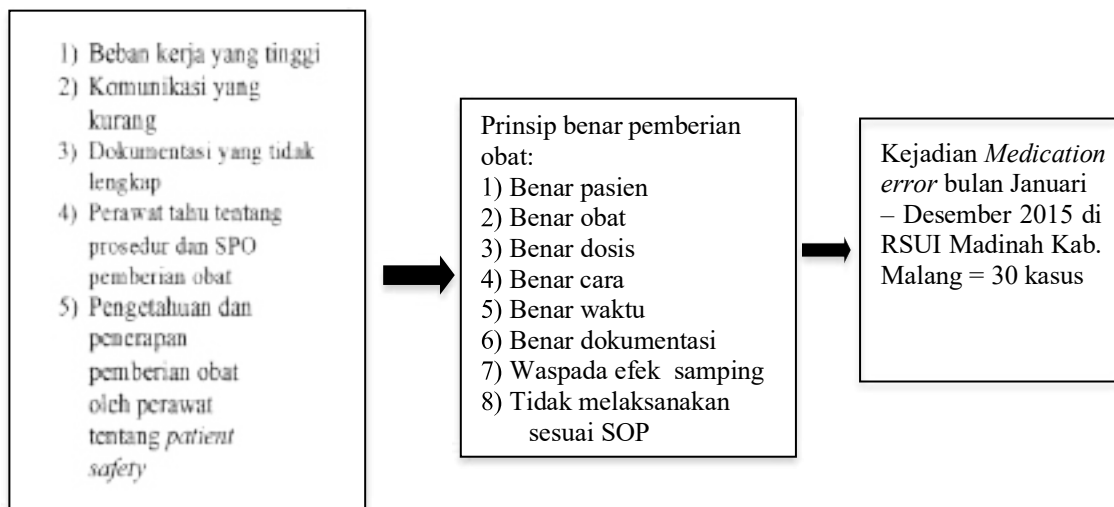 1) Beban kerja yang tinggi
2) Komunikasi yang
kurang
3) Dokumentasi yang tidak
lengkap
4) Perawat tahu tentang
prosedur dan SPO
pemberian obat
5) Pengetahuan dan
penerapan
pemberian obat
oleh perawat
tentang patient
safety
Prinsip benar pemberian
obat:
1) Benar pasien
2) Benar obat
3) Benar dosis
4) Benar cara
5) Benar waktu
6) Benar dokumentasi
7) Waspada efek samping
8) Tidak melaksanakan
sesuai SOP
Kejadian Medication
error bulan Januari
– Desember 2015 di
RSUI Madinah Kab.
Malang = 30 kasus